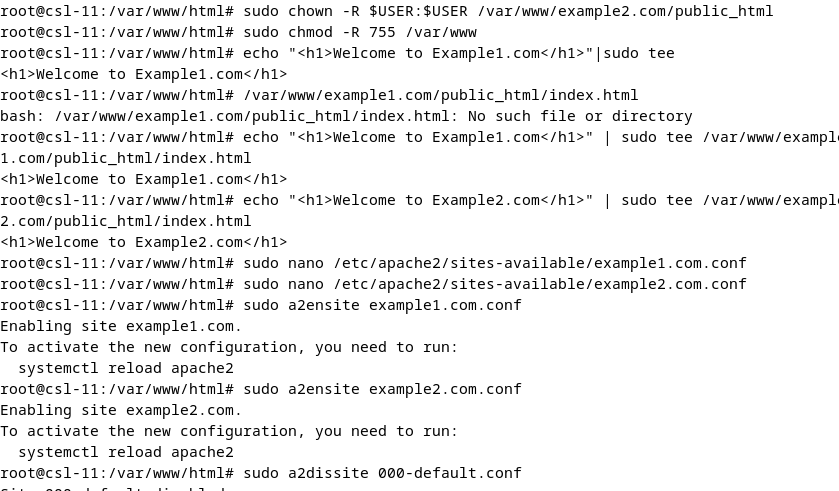 root@csl-11:/var/www/html# sudo chown -R $USER:$USER /var/www/example2.com/public_html
root@csl-11:/var/www/html# sudo chmod -R 755 /var/www
root@csl-11:/var/www/html# echo "<h1>Welcome to Example1.com</h1>"|sudo tee
<h1>Welcome to Example1.com</h1>
root@csl-11:/var/www/html# /var/www/example1.com/public_html/index.html
bash: /var/www/example1.com/public_html/index.html: No such file or directory
root@csl-11:/var/www/html# echo "<h1>Welcome to Example1.com</h1>" | sudo tee /var/www/example
1.com/public_html/index.html
<h1>Welcome to Example1.com</h1>
root@csl-11:/var/www/html# echo "<h1>Welcome to Example2.com</h1>" | sudo tee /var/www/example
2.com/public_html/index.html
<h1>Welcome to Example2.com</h1>
root@csl-11:/var/www/html# sudo nano /etc/apache2/sites-available/example1.com.conf
root@csl-11:/var/www/html# sudo nano /etc/apache2/sites-available/example2.com.conf
root@csl-11:/var/www/html# sudo a2ensite example1.com.conf
Enabling site example1.com.
To activate the new configuration, you need to run:
  systemctl reload apache2
root@csl-11:/var/www/html# sudo a2ensite example2.com.conf
Enabling site example2.com.
To activate the new configuration, you need to run:
  systemctl reload apache2
root@csl-11:/var/www/html# sudo a2dissite 000-default.conf